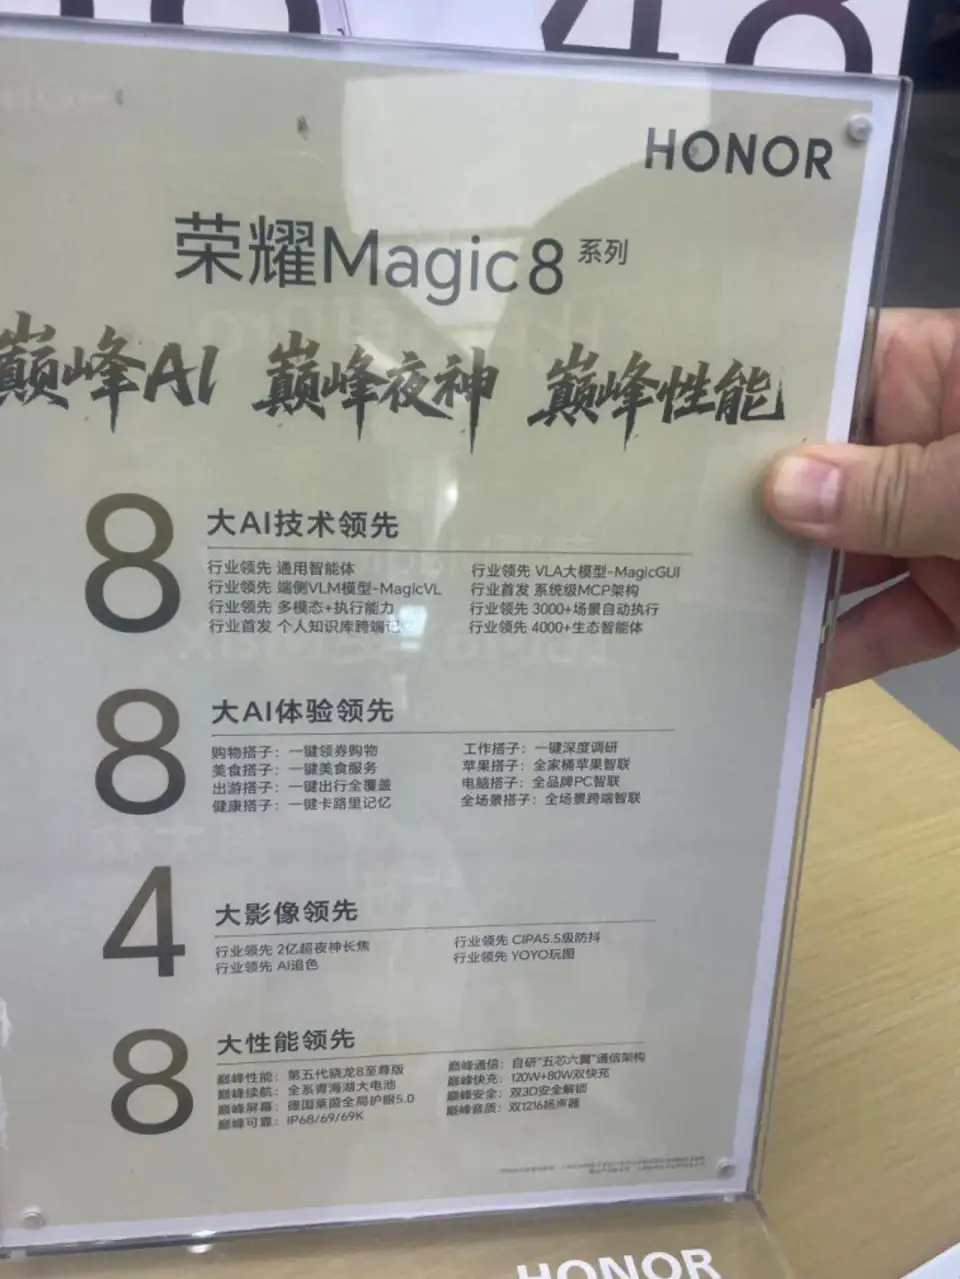 48
HONOR
荣耀Magic8 系列
巅峰AI 巅峰夜神 巅峰性能
8 大AI技术领先
行业领先 通用智能体
行业领先 端侧VLM模型-MagicVL
行业领先 多模态+执行能力
行业首发 个人知识库跨端记忆
行业领先 VLA大模型-MagicGUI
行业首发 系统级MCP架构
行业领先 3000+场景自动执行
行业领先 4000+生态智能体
8 大AI体验领先
购物搭子：一键领券购物
美食搭子：一键美食服务
出游搭子：一键出行全覆盖
健康搭子：一键卡路里记忆
工作搭子：一键深度调研
苹果搭子：全家桶苹果智联
电脑搭子：全品牌PC智联
全场景搭子：全场景跨端智联
4 大影像领先
行业领先 2亿超夜神长焦
行业领先 AI追色
行业领先 CIPA5.5级防抖
行业领先 YOYO玩图
8 大性能领先
巅峰性能：第五代骁龙8至尊版
巅峰续航：全系青海湖大电池
巅峰屏幕：德国莱茵全局护眼5.0
巅峰可靠：IP68/69/69K
巅峰通信：自研“五芯六翼”通信架构
巅峰快充：120W+80W双快充
巅峰安全：双3D安全解锁
巅峰音质：双1216扬声器
HONOR